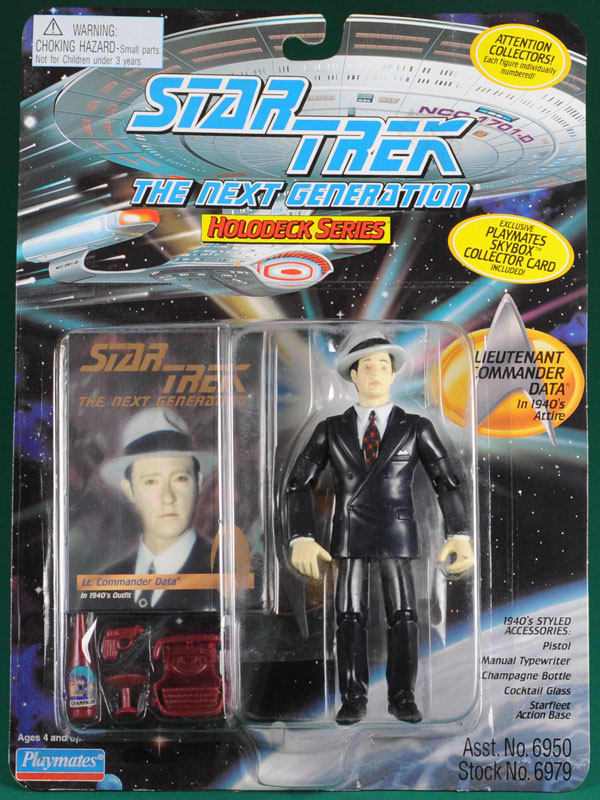 WARNING:
CHOKING HAZARD-Small parts.
Not for Children under 3 years.
ATTENTION
COLLECTORS!
Each figure individually
numbered!
STAR
TREK
NCC-1701-D
THE NEXT GENERATION
HOLODECK SERIES
EXCLUSIVE
PLAYMATES
SKYBOX™
COLLECTOR CARD
INCLUDED!
LIEUTENANT
COMMANDER
DATA
In 1940's
Attire
STAR
TREK
THE NEXT GENERATION
Lt. Commander Data
In 1940's Outfit
1940's STYLED
ACCESSORIES:
Pistol
Manual Typewriter
Champagne Bottle
Cocktail Glass
Starfleet
Action Base
CHAMPAGNE
Ages 4 and up.
Playmates
Asst. No. 6950
Stock No. 6979